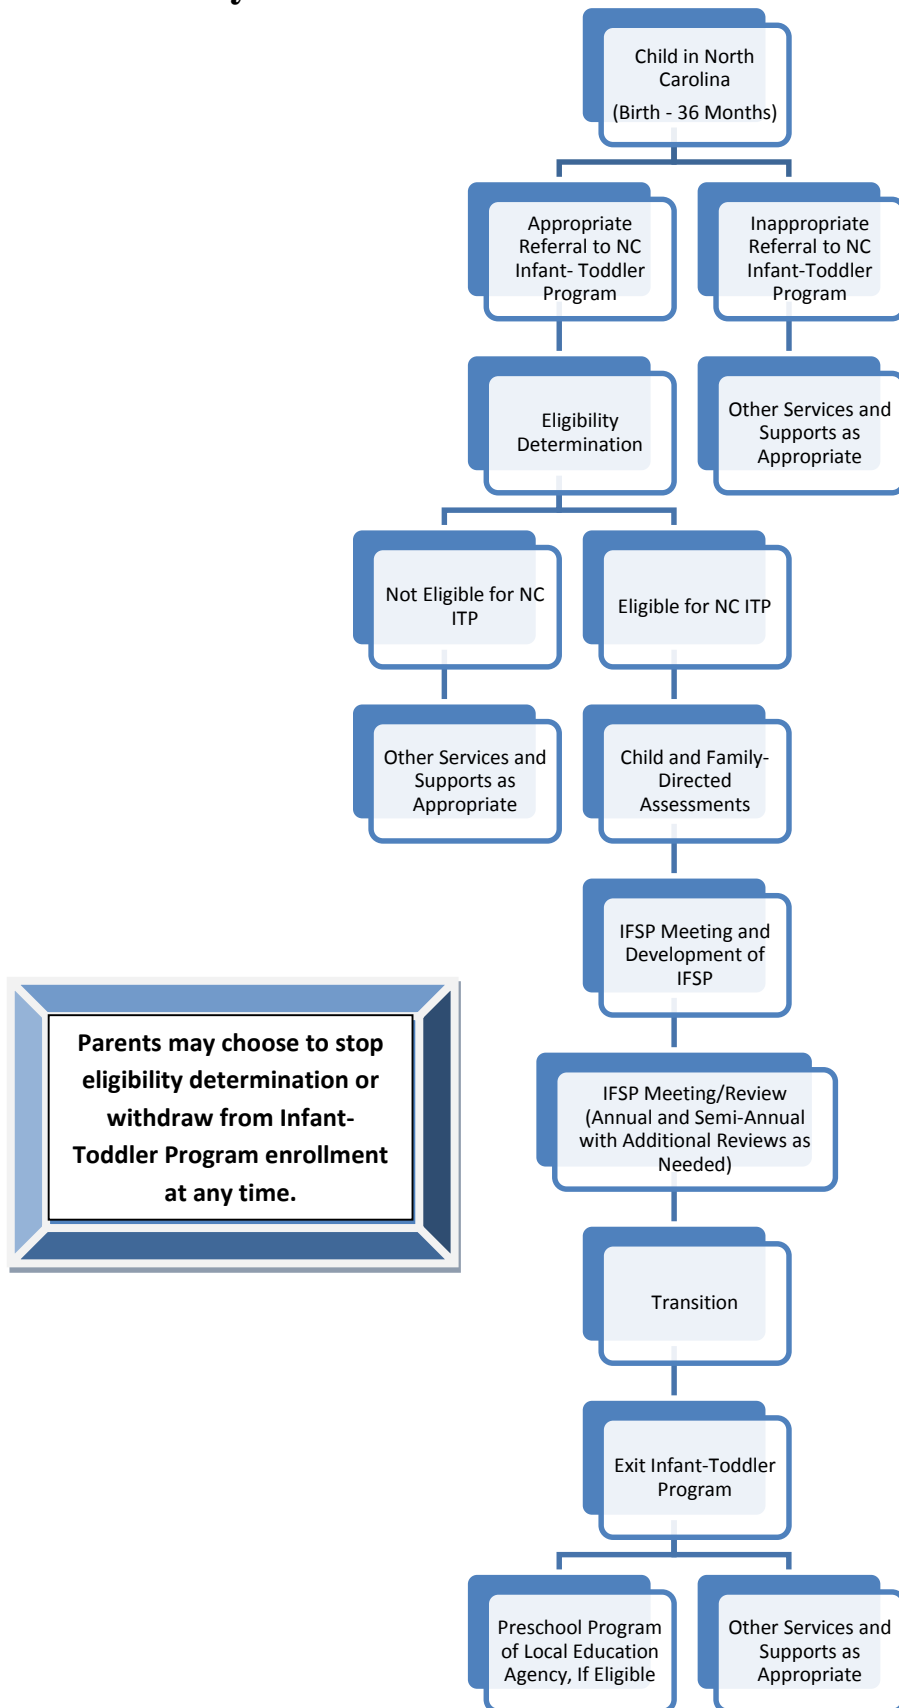 Child in North
Carolina
(Birth - 36 Months)
Appropriate
Referral to NC
Infant- Toddler
Program
Inappropriate
Referral to NC
Infant-Toddler
Program
Eligibility
Determination
Other Services and
Supports as
Appropriate
Not Eligible for NC
ITP
Eligible for NC ITP
Other Services and
Supports as
Appropriate
Child and Family-
Directed
Assessments
IFSP Meeting and
Development of
IFSP
Parents may choose to stop
eligibility determination or
withdraw from Infant-
Toddler Program enrollment
at any time.
IFSP Meeting/Review
(Annual and Semi-Annual
with Additional Reviews as
Needed)
Transition
Exit Infant-Toddler
Program
Preschool Program
of Local Education
Agency, If Eligible
Other Services and
Supports as
Appropriate